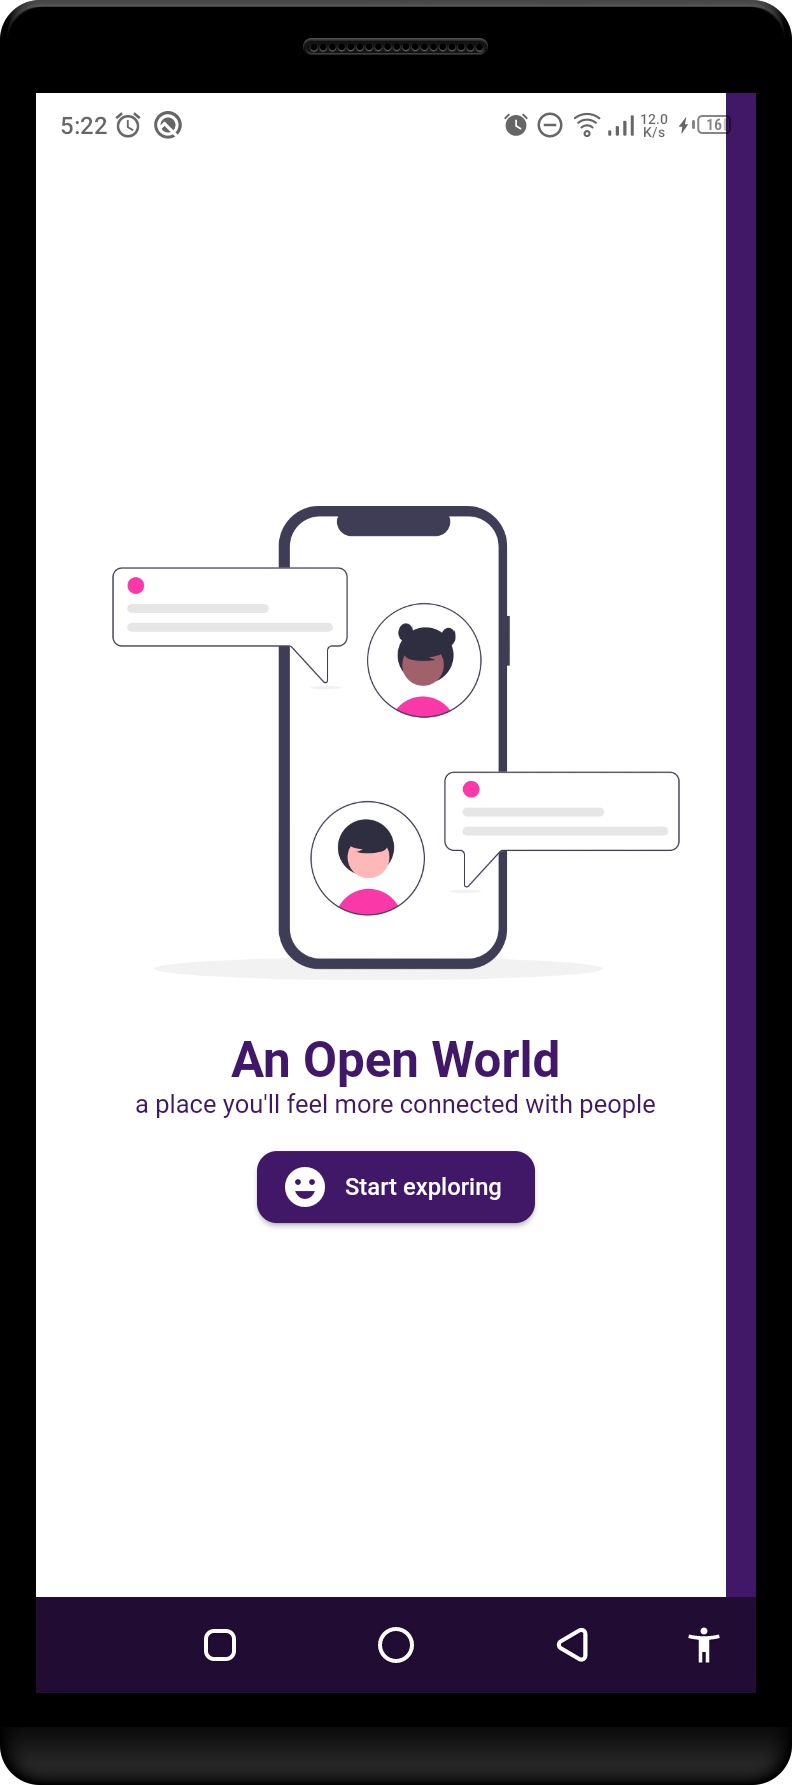 5:22
12.0
K/s
16
An Open World
a place you'll feel more connected with people
Start exploring